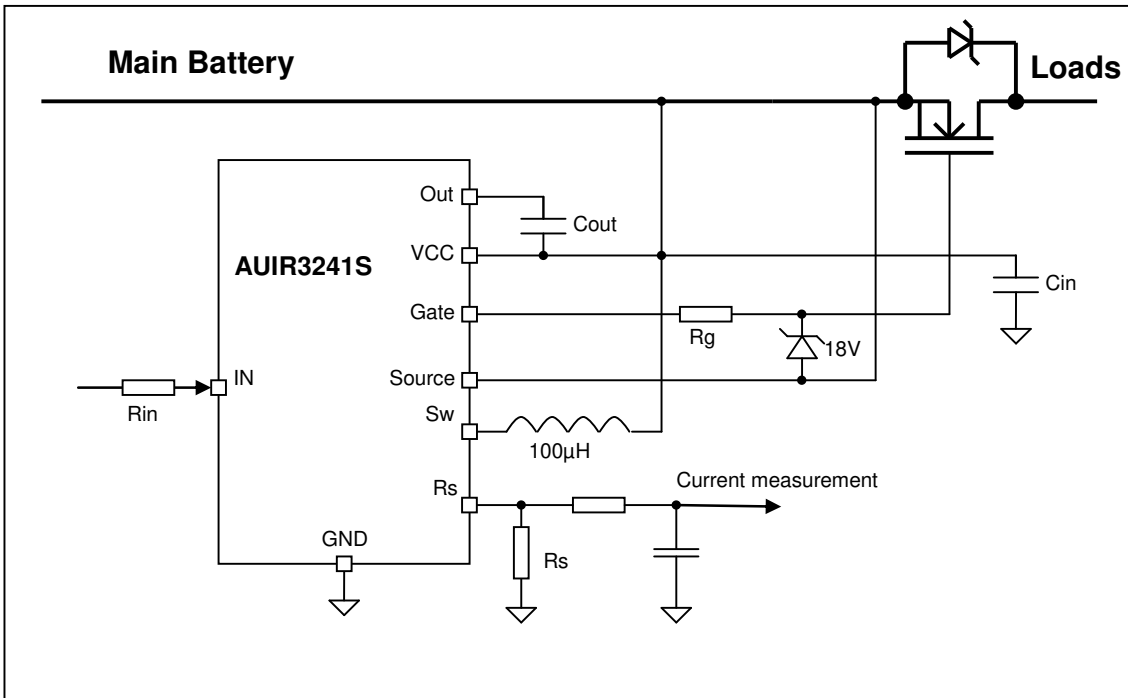 Main Battery
Loads
Out
Cout
VCC
AUIR3241S
Cin
Gate
Rg
18V
Source
IN
Rin
Sw
100µH
Rs
Current measurement
GND
Rs